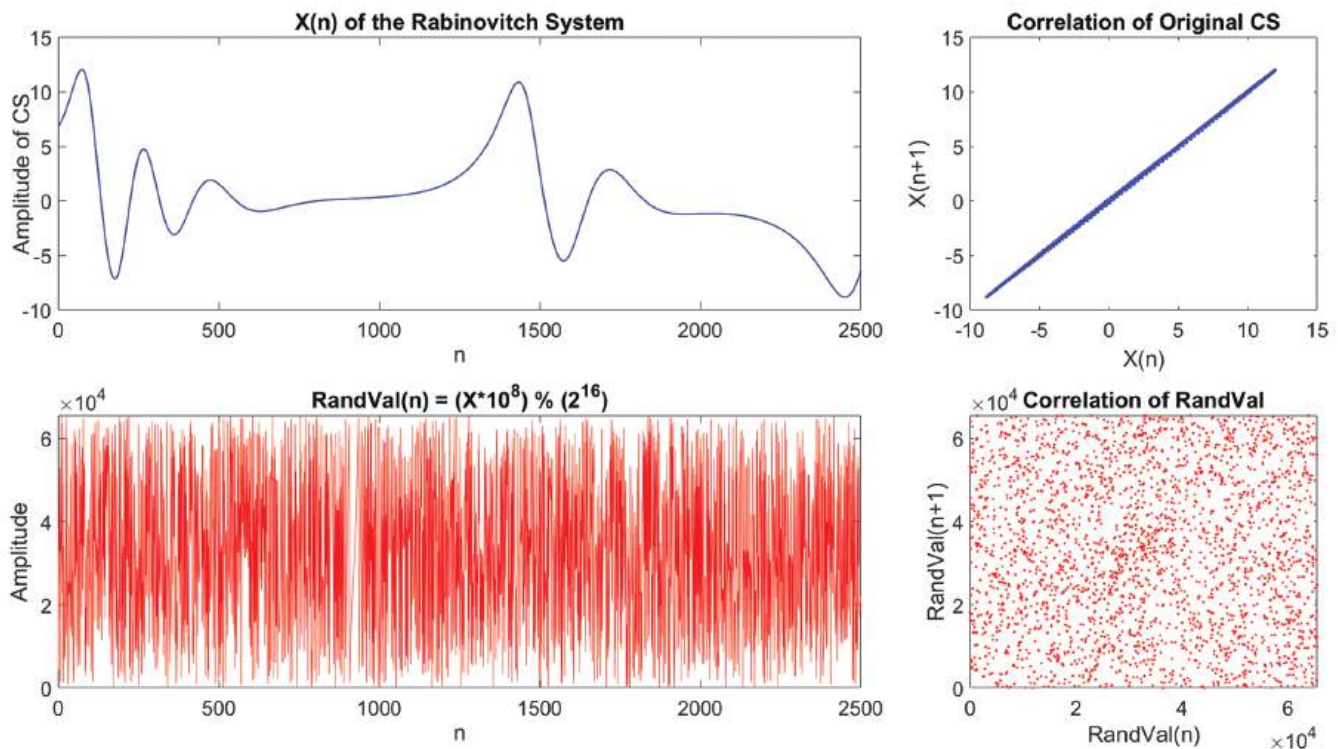 X(n) of the Rabinovitch System
Amplitude of CS
15
10
5
0
-5
-10
0 500 1000 1500 2000 2500
n
Correlation of Original CS
X(n+1)
15
10
5
0
-5
-10
-10 -5 0 5 10 15
X(n)
RandVal(n) = (X*10^8) % (2^16)
×10^4
Amplitude
6
4
2
0
0 500 1000 1500 2000 2500
n
Correlation of RandVal
×10^4
RandVal(n+1)
6
4
2
0
0 2 4 6
RandVal(n)
×10^4